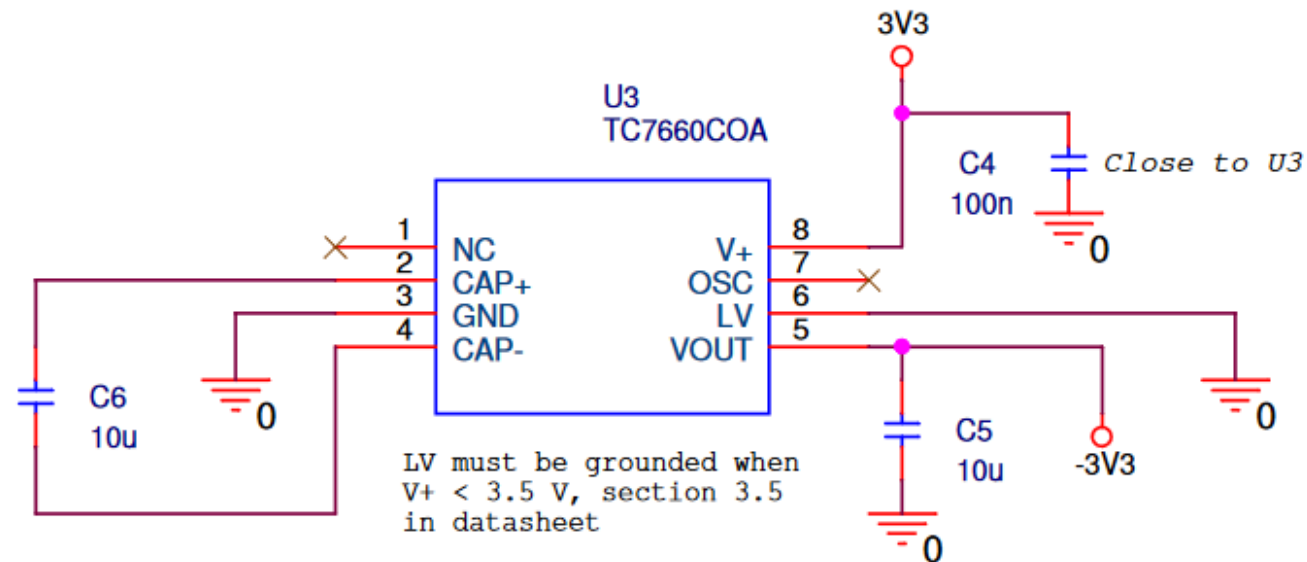 3V3
U3
TC7660COA
C4
100n
Close to U3
0
1
NC
2
CAP+
3
GND
4
CAP-
8
V+
7
OSC
6
LV
5
VOUT
C6
10u
0
0
C5
10u
-3V3
0
LV must be grounded when
V+ < 3.5 V, section 3.5
in datasheet